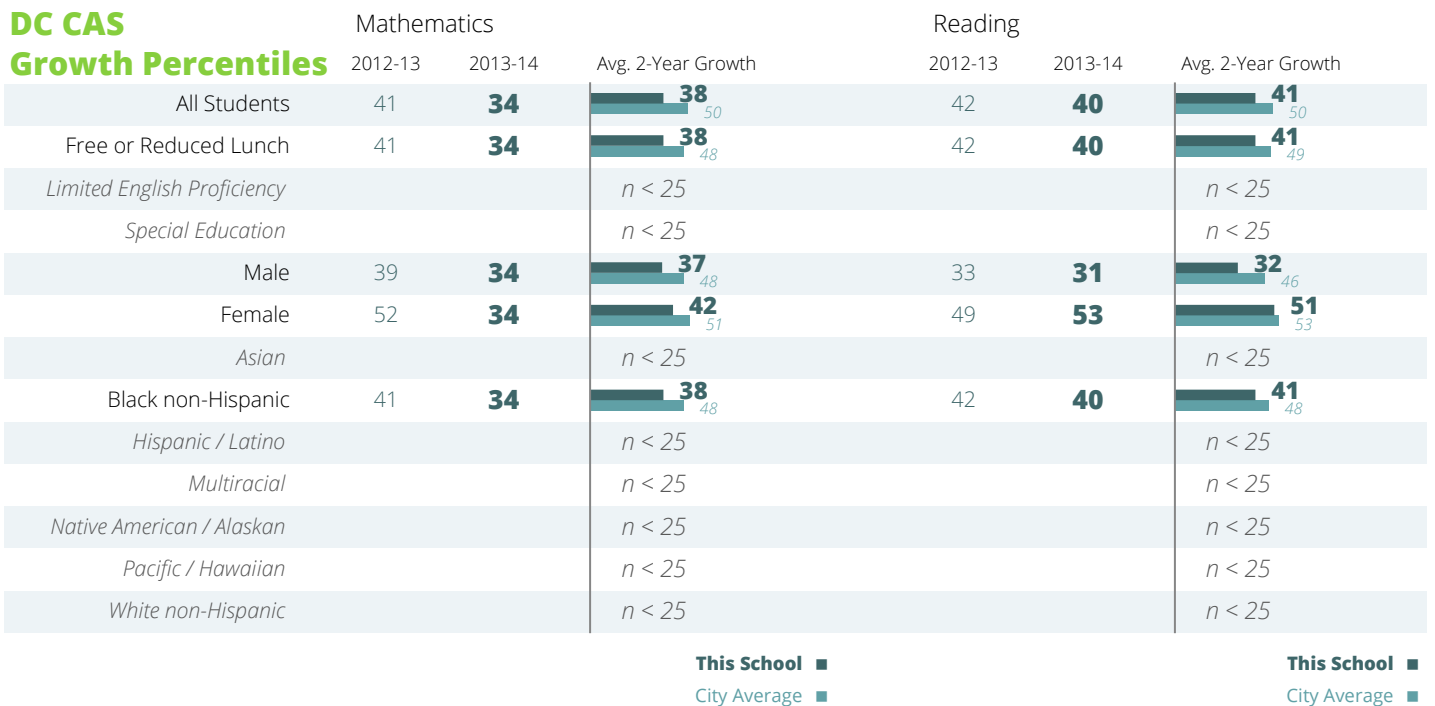 DC CAS Mathematics Reading
Growth Percentiles 2012-13 2013-14 Avg. 2-Year Growth 2012-13 2013-14 Avg. 2-Year Growth
All Students 41 34 38 50 42 40 41 50
Free or Reduced Lunch 41 34 38 48 42 40 41 49
Limited English Proficiency n < 25 n < 25
Special Education n < 25 n < 25
Male 39 34 37 48 33 31 32 46
Female 52 34 42 51 49 53 51 53
Asian n < 25 n < 25
Black non-Hispanic 41 34 38 48 42 40 41 48
Hispanic / Latino n < 25 n < 25
Multiracial n < 25 n < 25
Native American / Alaskan n < 25 n < 25
Pacific / Hawaiian n < 25 n < 25
White non-Hispanic n < 25 n < 25
This School This School
City Average City Average